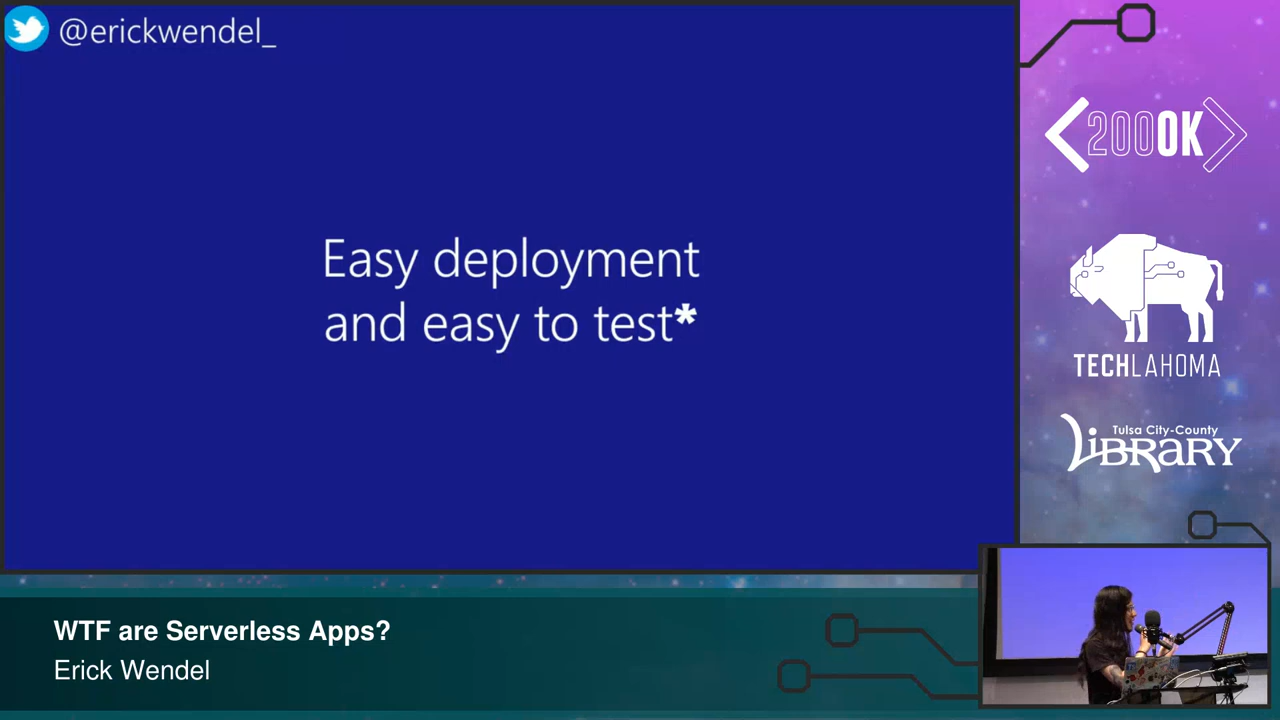 @erickwendel_
Easy deployment
and easy to test*
<200OK>
TECHLAHOMA
Tulsa City-County
LIBRARY
WTF are Serverless Apps?
Erick Wendel